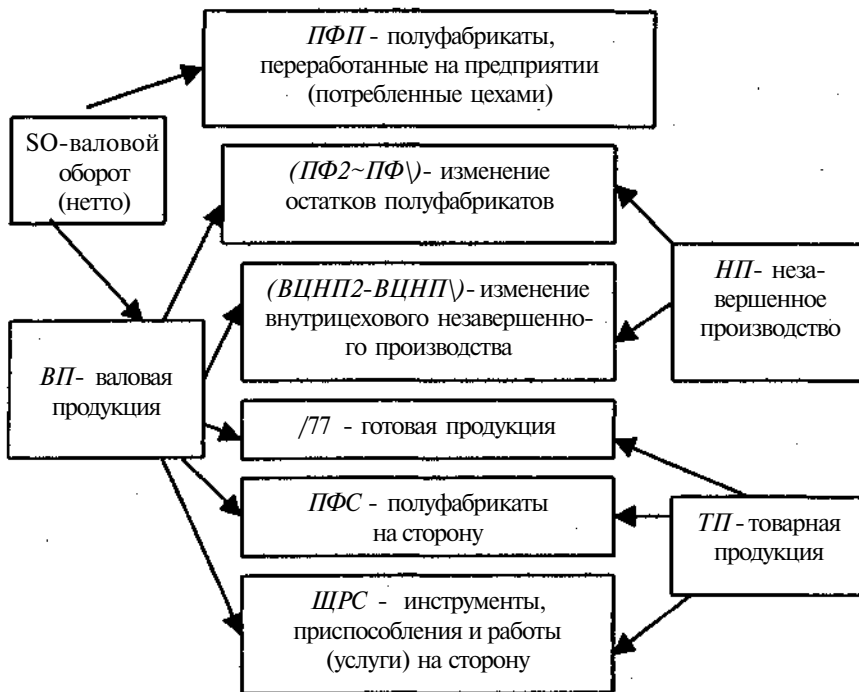 ПФП - полуфабрикаты,
переработанные на предприятии
(потребленные цехами)
SO-валовой
оборот
(нетто)
(ПФ2~ПФ\)- изменение
остатков полуфабрикатов
(ВЦНП2-ВЦНП\)- изменение
внутрицехового незавершенно-
го производства
НП- неза-
вершенное
производство
ВП- валовая
продукция
/77 - готовая продукция
ПФС - полуфабрикаты
на сторону
ТП-товарная
продукция
ЩРС - инструменты,
приспособления и работы
(услуги) на сторону